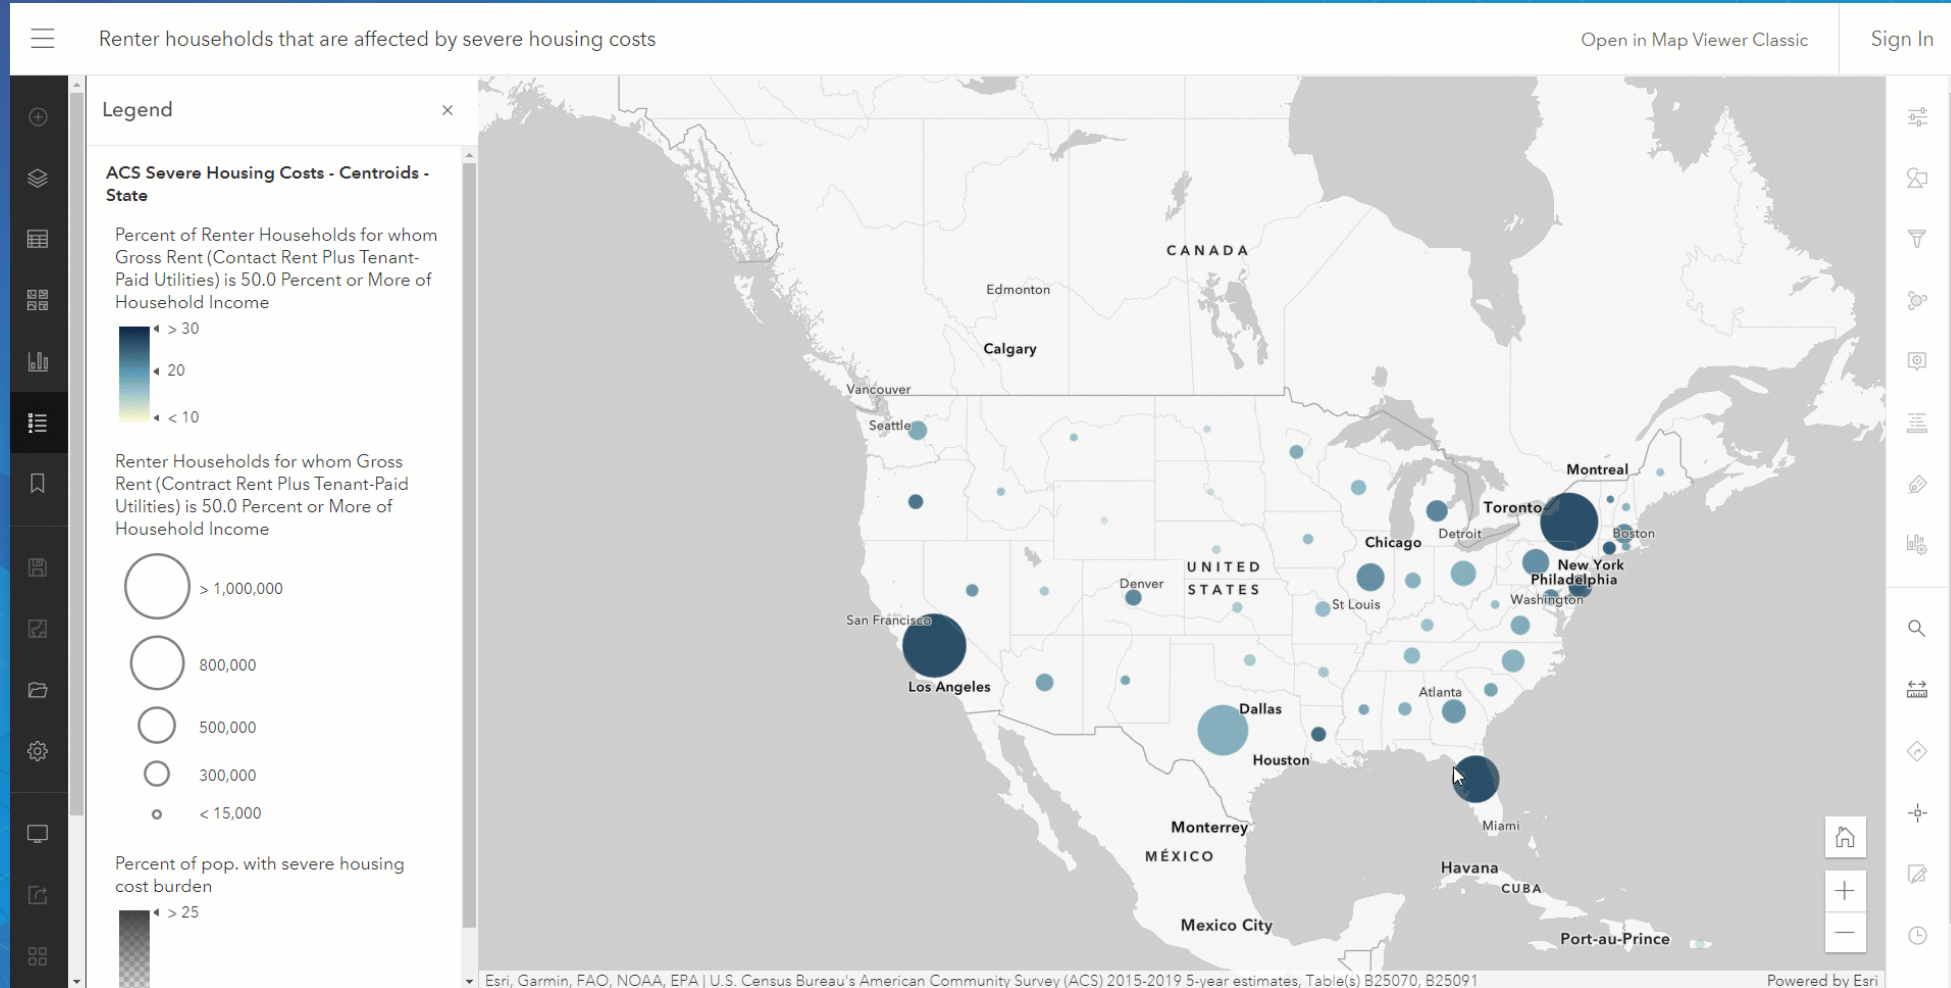 Renter households that are affected by severe housing costs
Open in Map Viewer Classic
Sign In
Legend
ACS Severe Housing Costs - Centroids -
State
Percent of Renter Households for whom
Gross Rent (Contact Rent Plus Tenant-
Paid Utilities) is 50.0 Percent or More of
Household Income
> 30
20
< 10
Renter Households for whom Gross
Rent (Contract Rent Plus Tenant-Paid
Utilities) is 50.0 Percent or More of
Household Income
> 1,000,000
800,000
500,000
300,000
< 15,000
Percent of pop. with severe housing
cost burden
> 25
CANADA
Edmonton
Calgary
Vancouver
Seattle
Montreal
Toronto
Detroit
Boston
Chicago
UNITED
STATES
New York
Philadelphia
Denver
Washington
St Louis
San Francisco
Los Angeles
Atlanta
Dallas
Houston
Miami
Monterrey
MÉXICO
Havana
CUBA
Mexico City
Port-au-Prince
Esri, Garmin, FAO, NOAA, EPA | U.S. Census Bureau's American Community Survey (ACS) 2015-2019 5-year estimates, Table(s) B25070, B25091
Powered by Esri